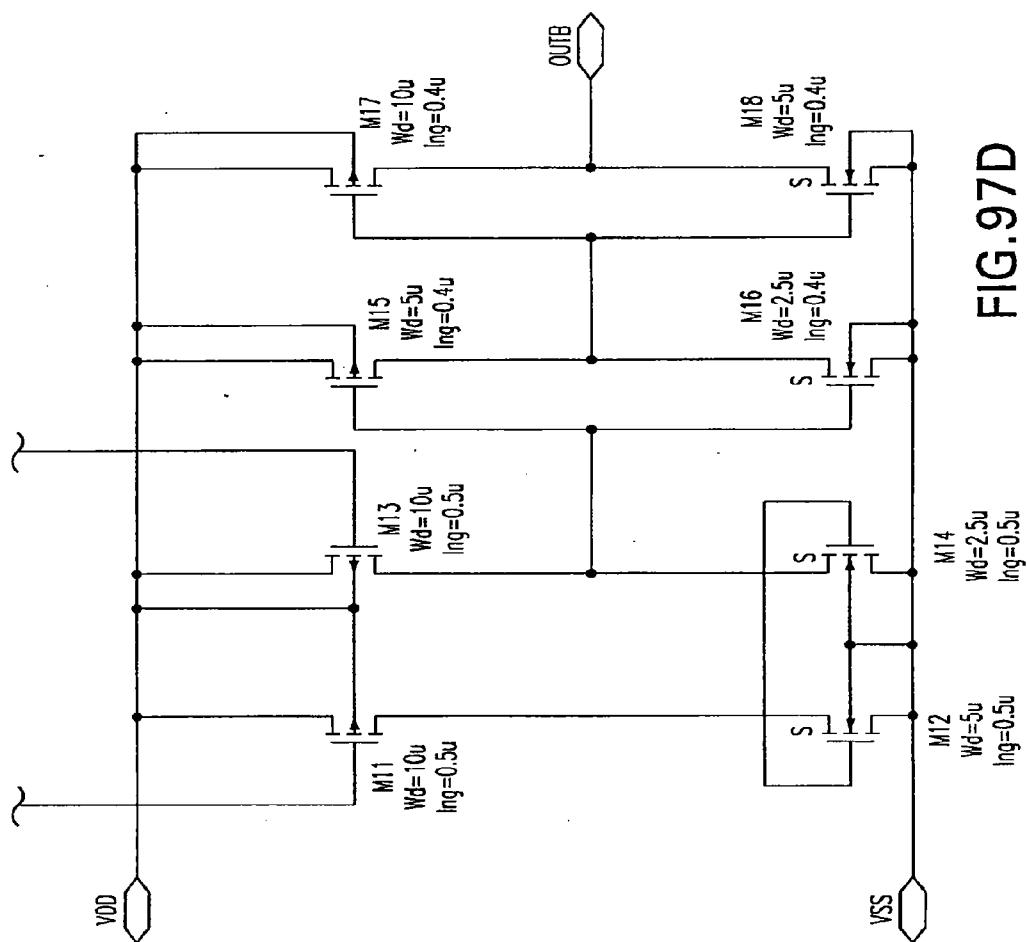 VDD
VSS
OUTB
M11
Wd=10u
lng=0.5u
M12
Wd=5u
lng=0.5u
S
M13
Wd=10u
lng=0.5u
M14
Wd=2.5u
lng=0.5u
S
M15
Wd=5u
lng=0.4u
M16
Wd=2.5u
lng=0.4u
S
M17
Wd=10u
lng=0.4u
M18
Wd=5u
lng=0.4u
S
FIG.97D